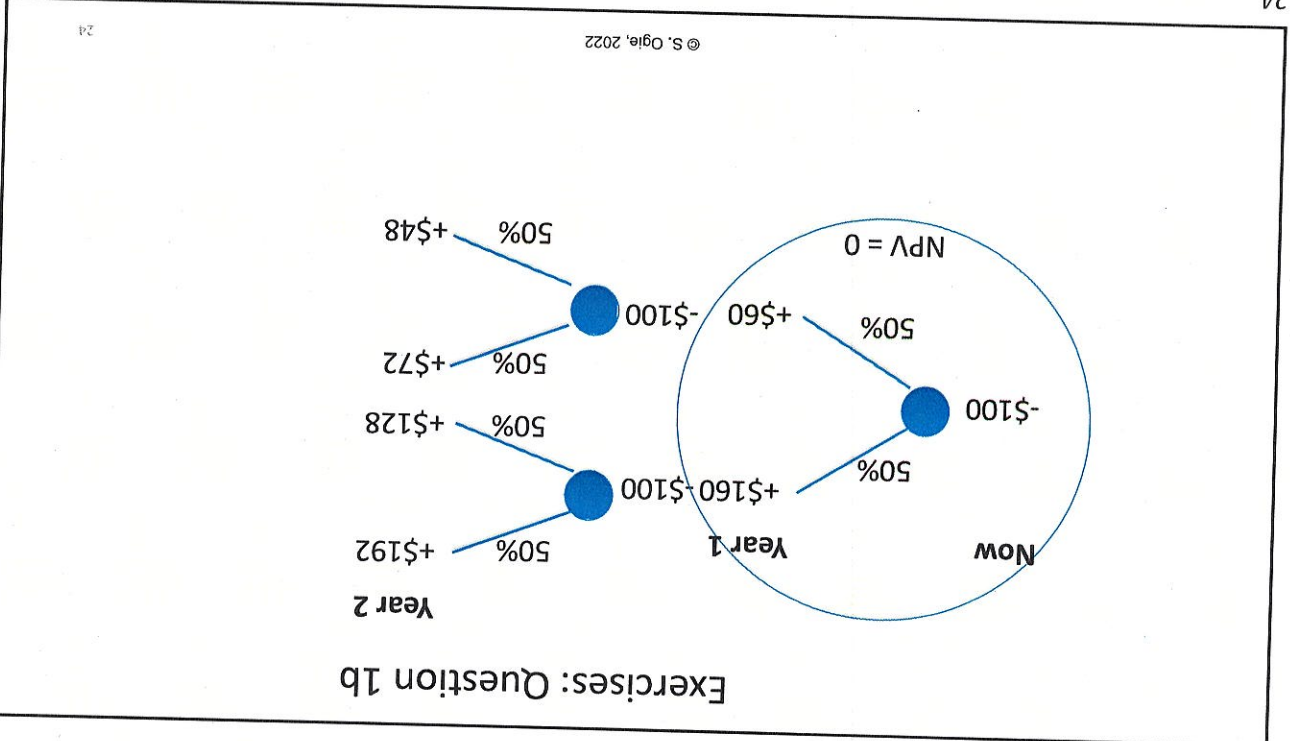 Exercises: Question 1b
Year 2
Now
Year 1
50%
+$192
50%
+$160
-$100
50%
+$128
-$100
50%
+$72
50%
+$60
-$100
NPV = 0
50%
+$48
© S. Ogie, 2022
24
24